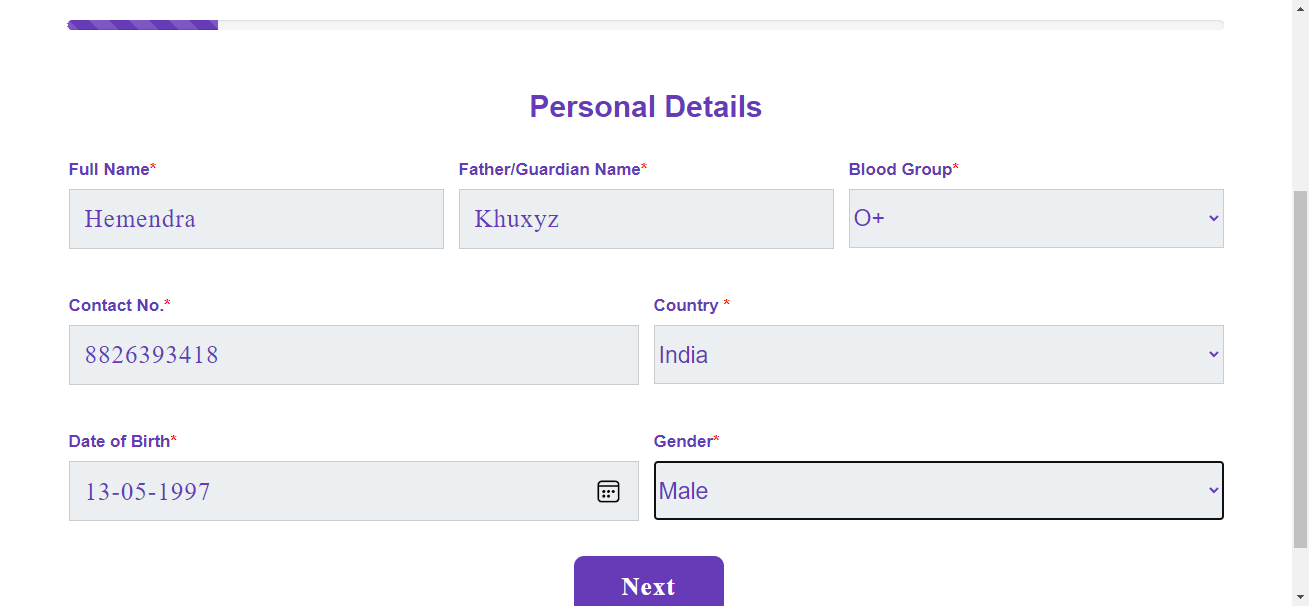 Personal Details
Full Name* Father/Guardian Name* Blood Group*
Hemendra Khuxyz O+
Contact No.* Country *
8826393418 India
Date of Birth* Gender*
13-05-1997 Male
Next